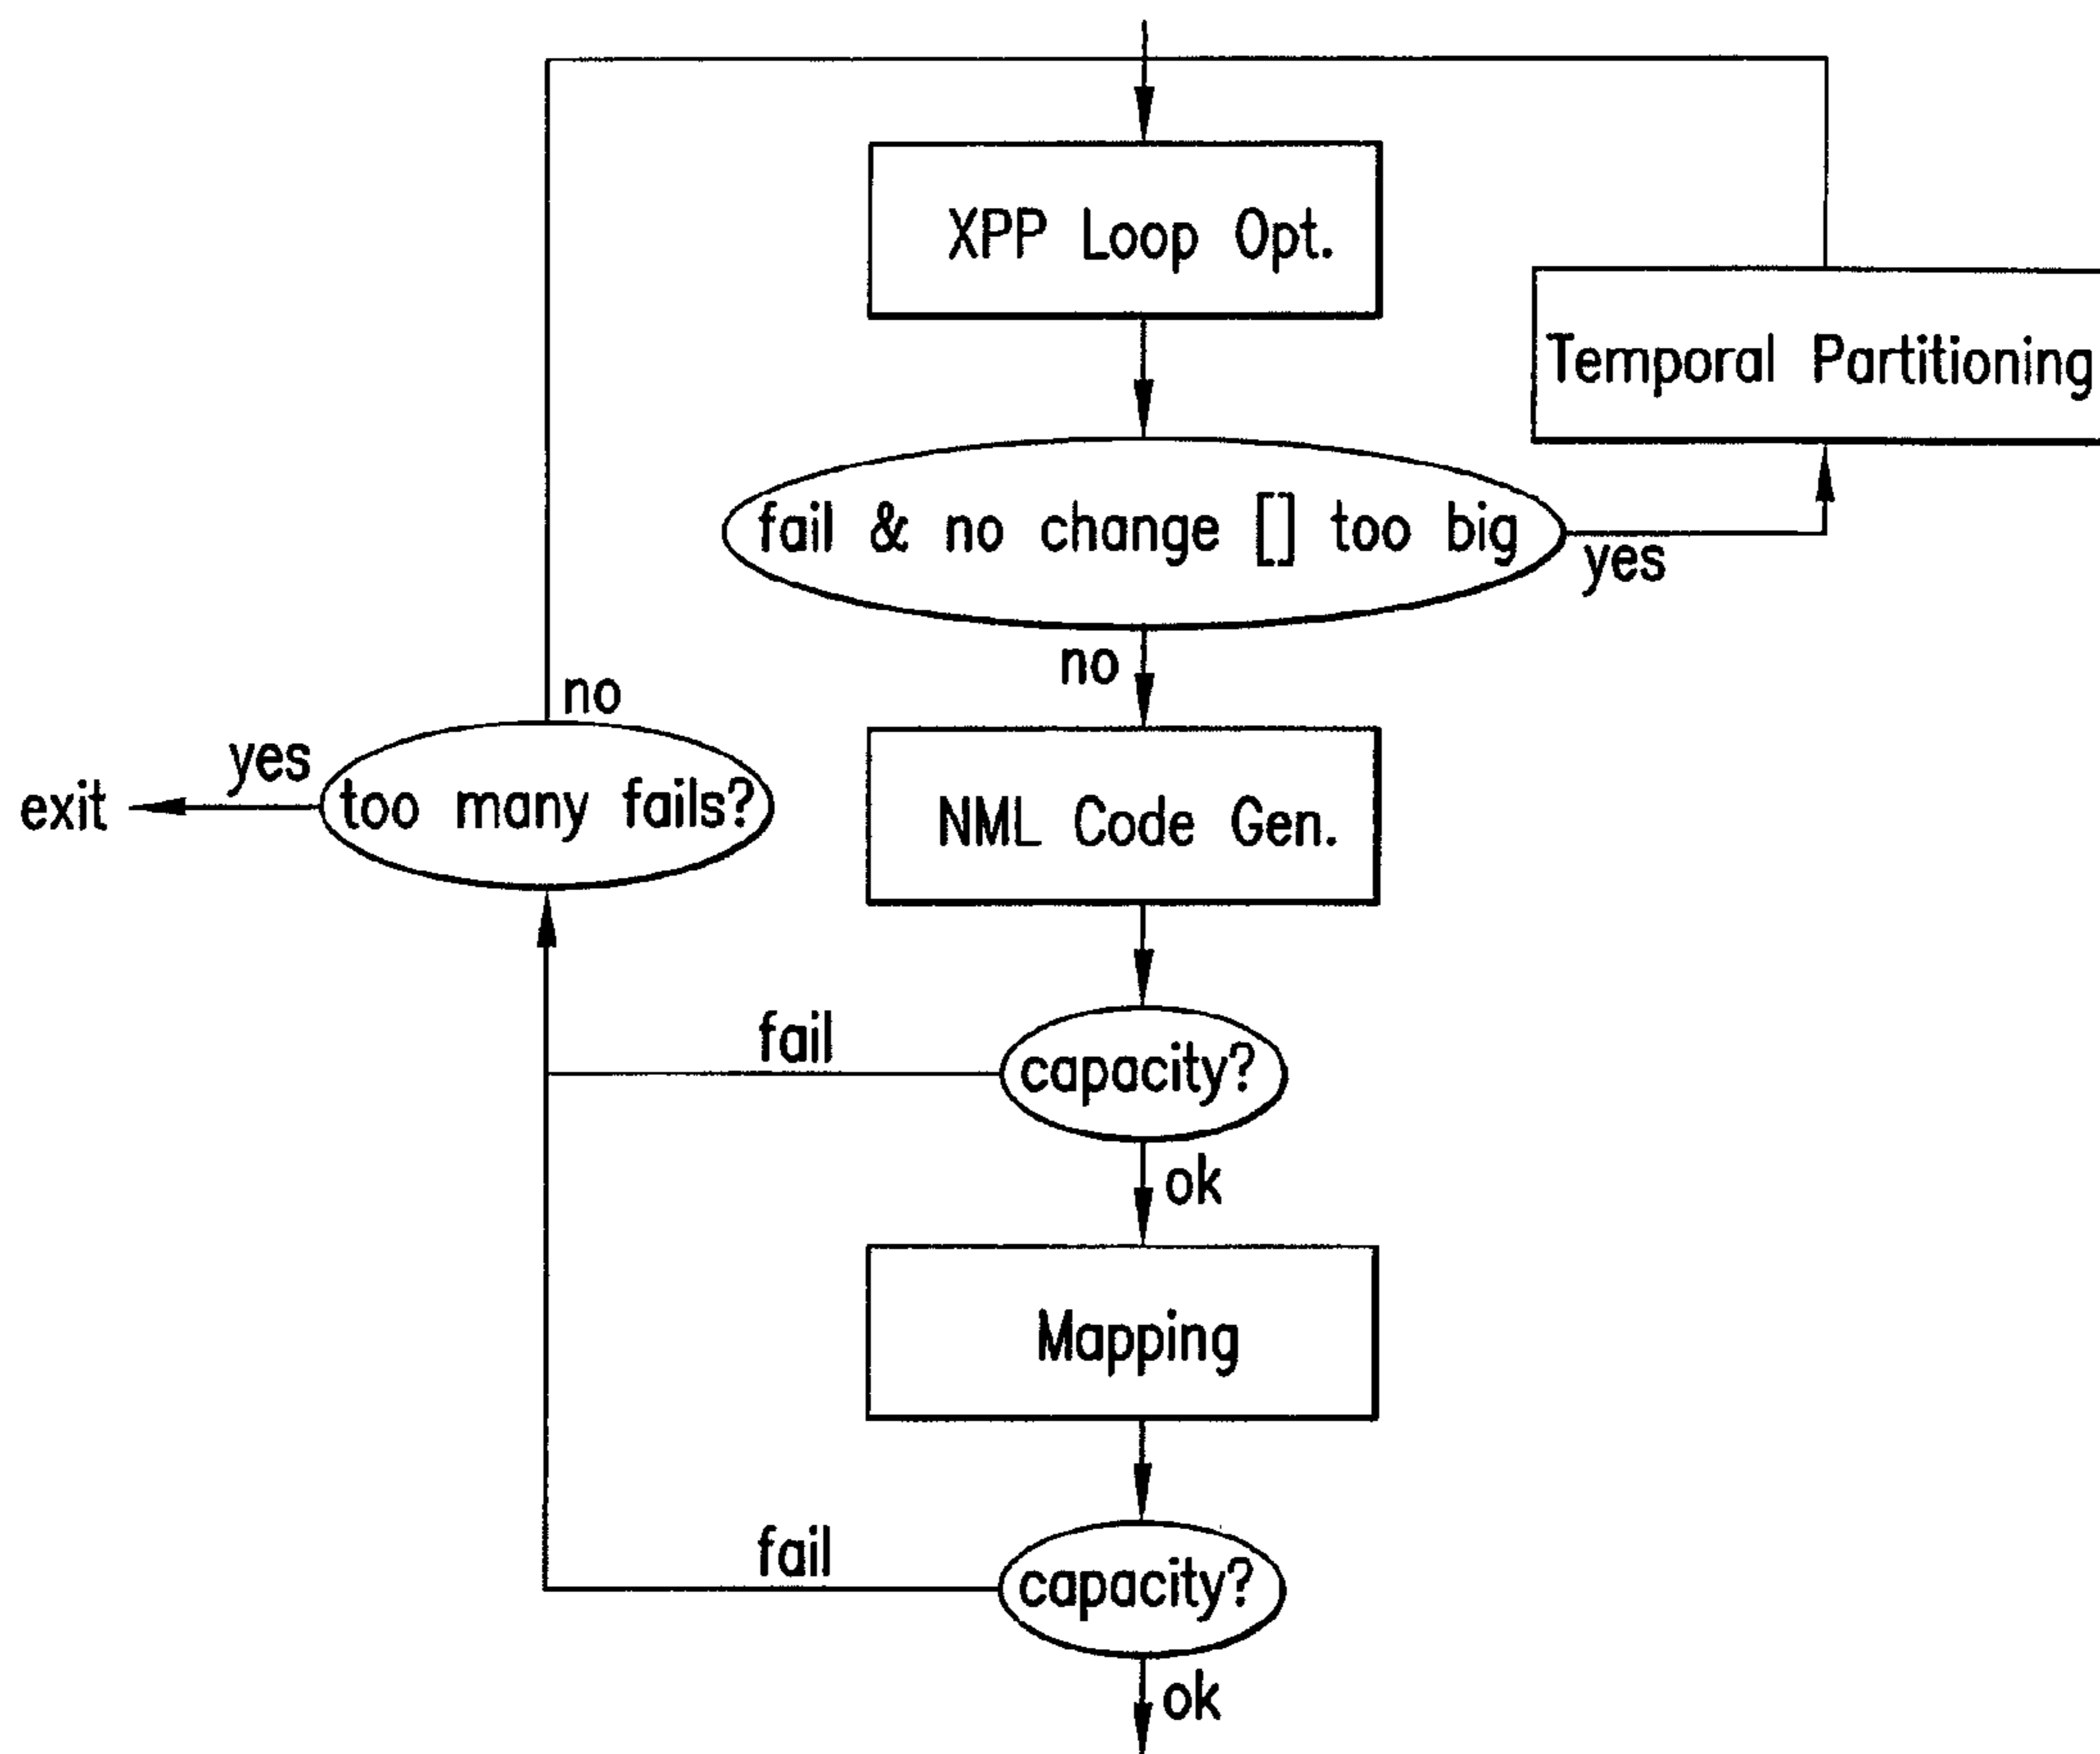 XPP Loop Opt.
Temporal Partitioning
fail & no change [] too big
yes
no
no
yes
exit
too many fails?
NML Code Gen.
fail
capacity?
ok
Mapping
fail
capacity?
ok